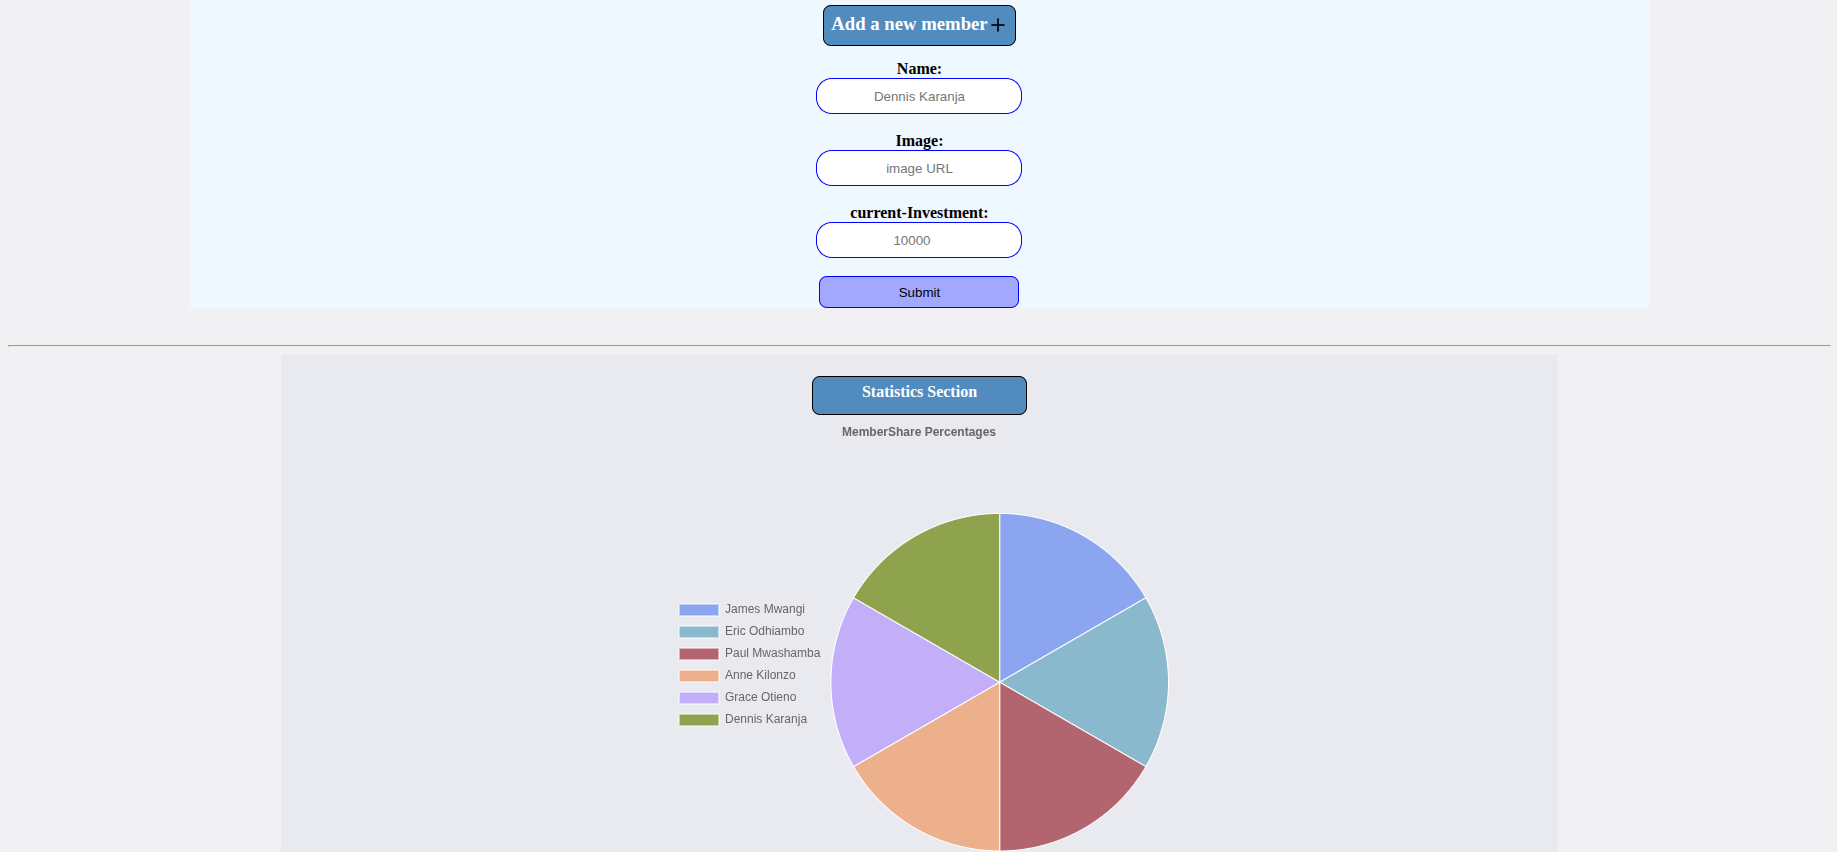 Add a new member +
Name:
Dennis Karanja
Image:
image URL
current-Investment:
10000
Submit
Statistics Section
MemberShare Percentages
James Mwangi
Eric Odhiambo
Paul Mwashamba
Anne Kilonzo
Grace Otieno
Dennis Karanja